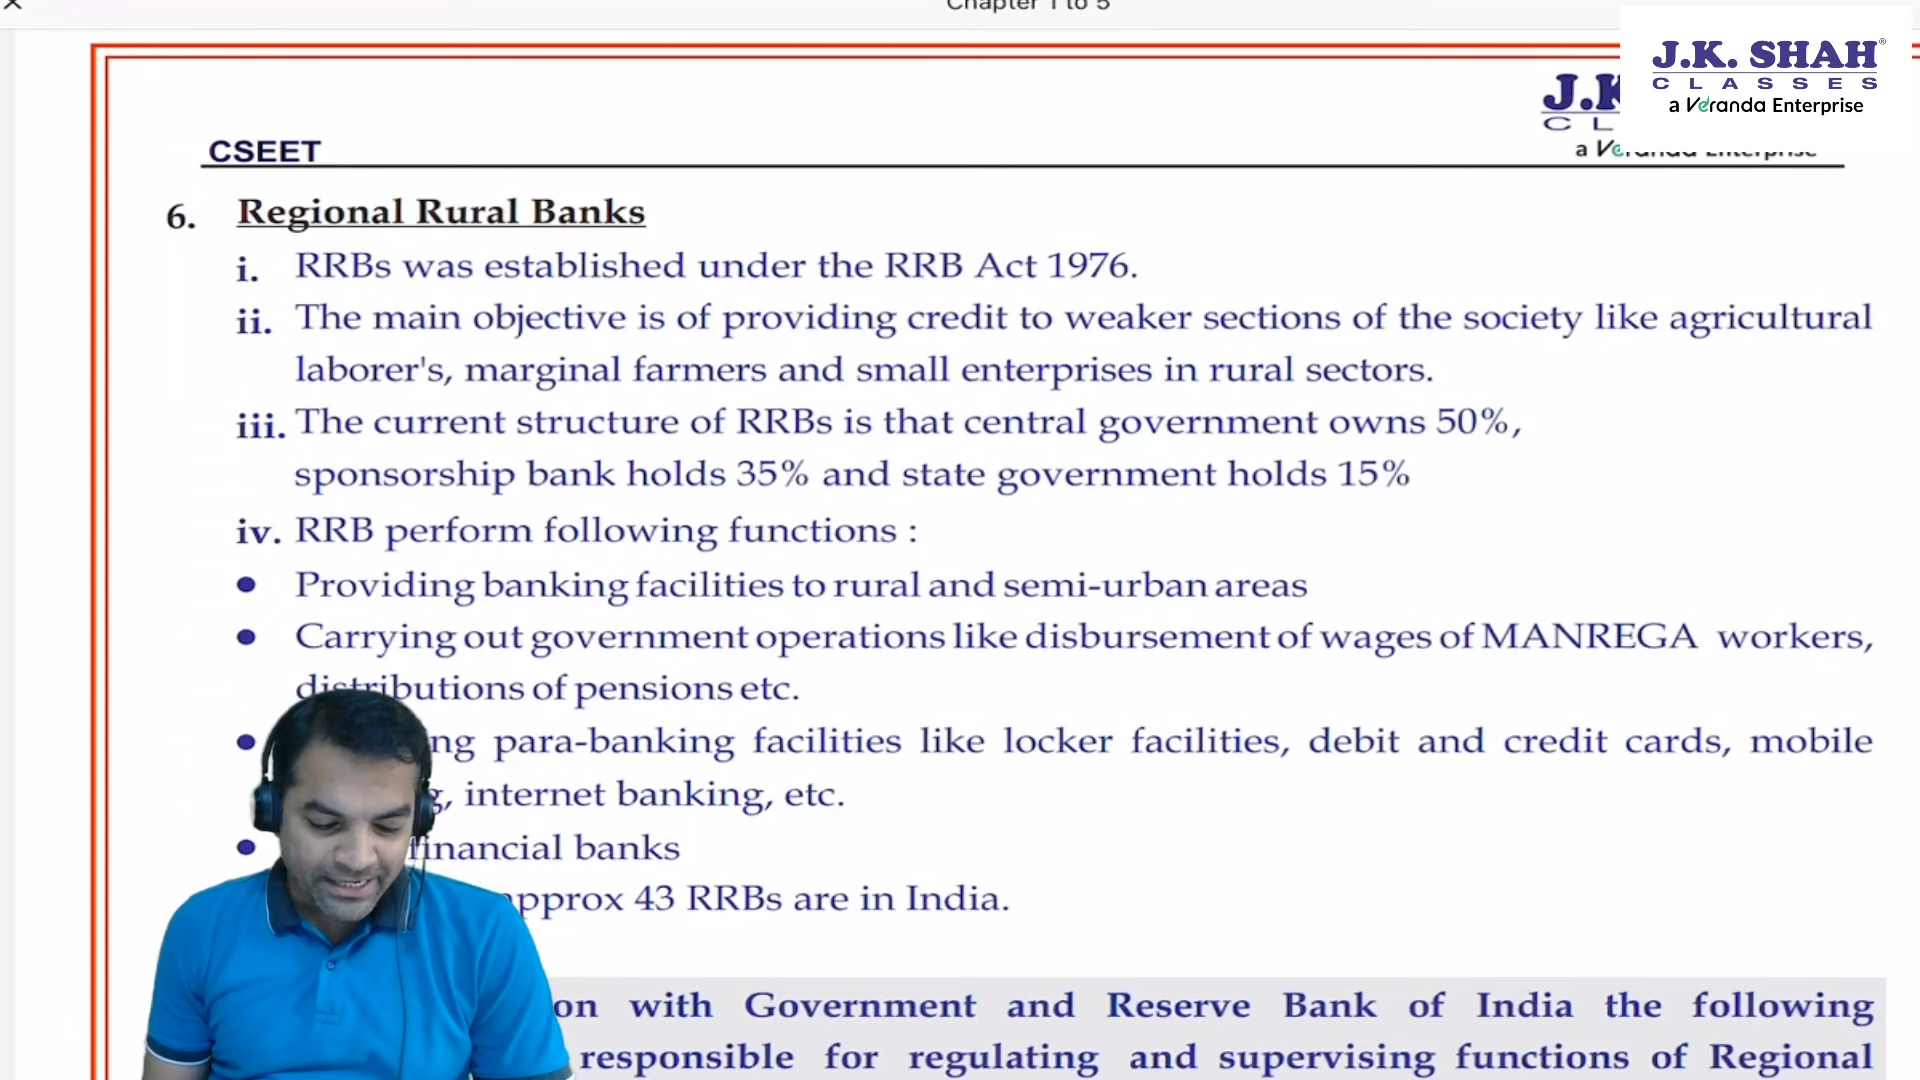 Chapter 1 to 5
J.K. SHAH®
CLASSES
a Veranda Enterprise
CSEET
6. Regional Rural Banks
i. RRBs was established under the RRB Act 1976.
ii. The main objective is of providing credit to weaker sections of the society like agricultural
laborer's, marginal farmers and small enterprises in rural sectors.
iii. The current structure of RRBs is that central government owns 50%,
sponsorship bank holds 35% and state government holds 15%
iv. RRB perform following functions :
• Providing banking facilities to rural and semi-urban areas
• Carrying out government operations like disbursement of wages of MANREGA workers,
distributions of pensions etc.
• para-banking facilities like locker facilities, debit and credit cards, mobile
internet banking, etc.
• financial banks
approx 43 RRBs are in India.
with Government and Reserve Bank of India the following
responsible for regulating and supervising functions of Regional